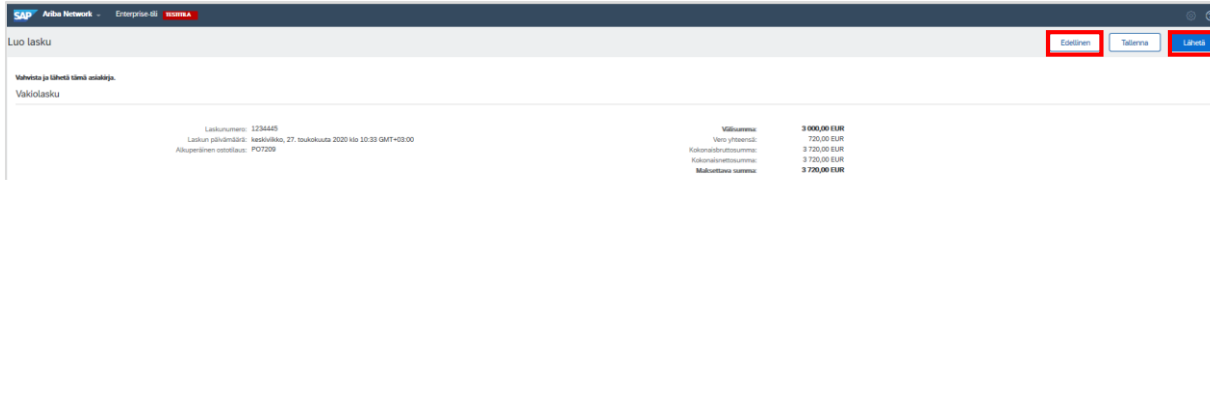 SAP Ariba Network Enterprise-tili TESTITILA
Luo lasku Edellinen Tallenna Lähetä
Vahvista ja lähetä tämä asiakirja.
Vakiolasku
Laskunumero: 1234445 Välisumma: 3 000,00 EUR
Laskun päivämäärä: keskiviikko, 27. toukokuuta 2020 klo 10:33 GMT+03:00 Vero yhteensä: 720,00 EUR
Alkuperäinen ostotilaus: PO7209 Kokonaisbruttosumma: 3 720,00 EUR
Kokonaisnettosumma: 3 720,00 EUR
Maksettava summa: 3 720,00 EUR